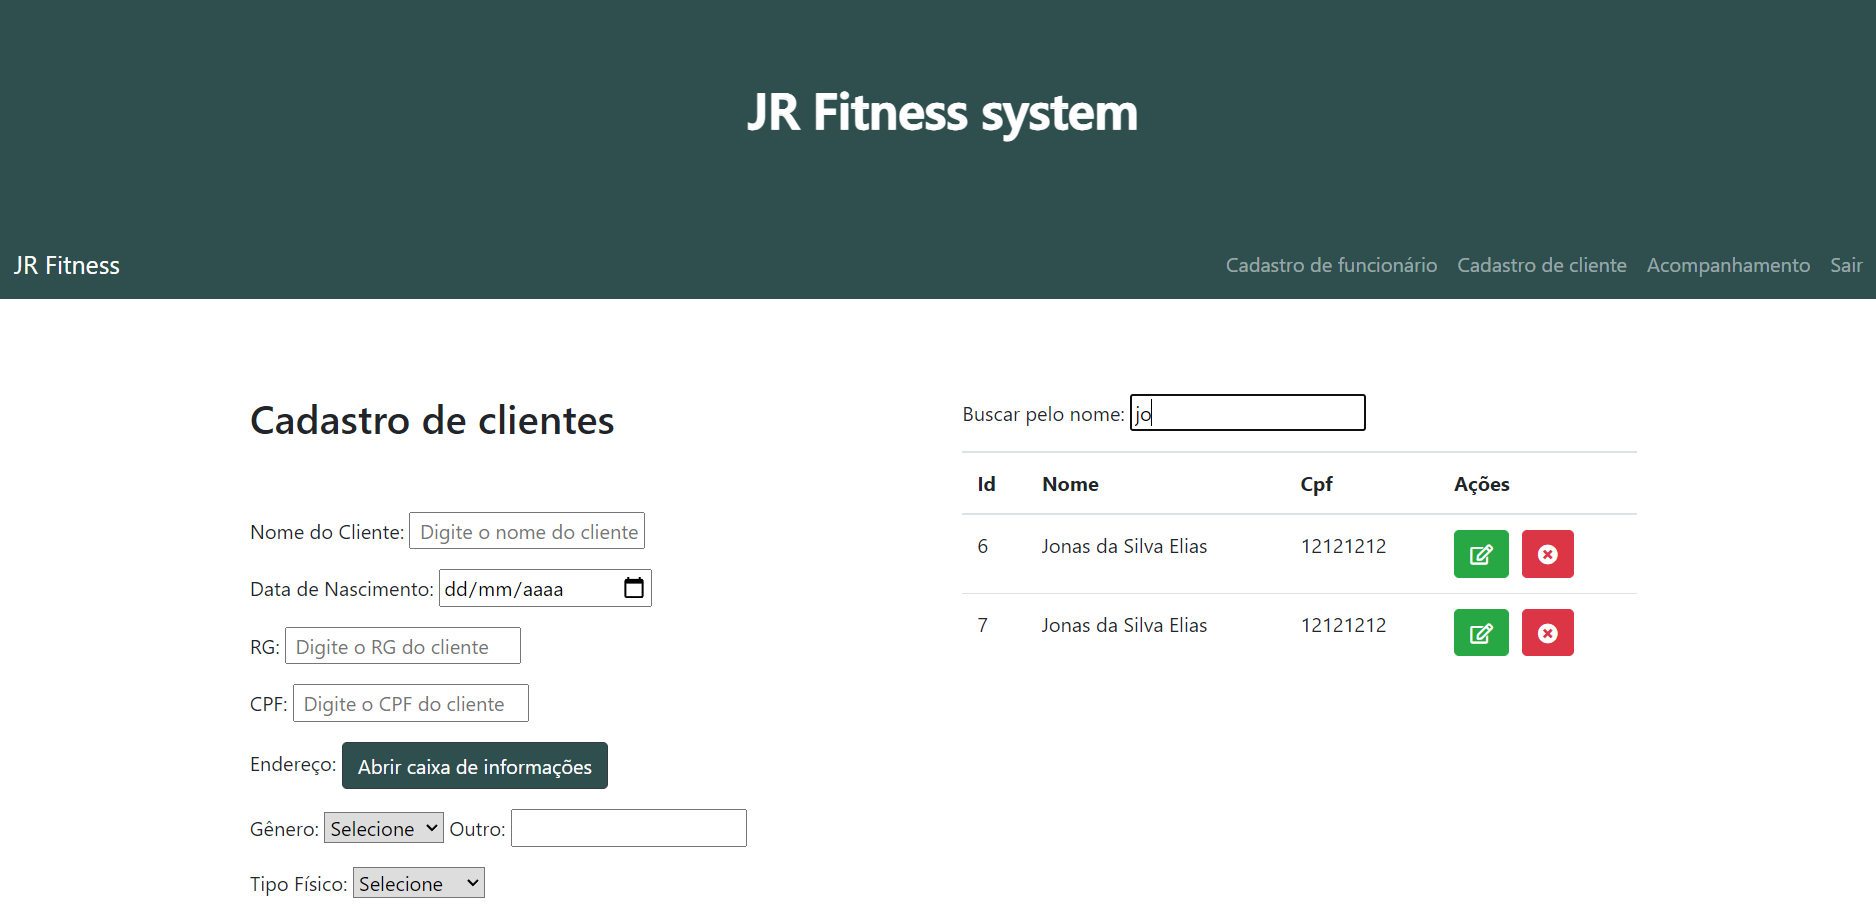 JR Fitness system
JR Fitness
Cadastro de funcionário Cadastro de cliente Acompanhamento Sair
Cadastro de clientes
Nome do Cliente: Digite o nome do cliente
Data de Nascimento: dd/mm/aaaa
RG: Digite o RG do cliente
CPF: Digite o CPF do cliente
Endereço: Abrir caixa de informações
Gênero: Selecione Outro:
Tipo Físico: Selecione
Buscar pelo nome: jo
Id Nome Cpf Ações
6 Jonas da Silva Elias 12121212
7 Jonas da Silva Elias 12121212